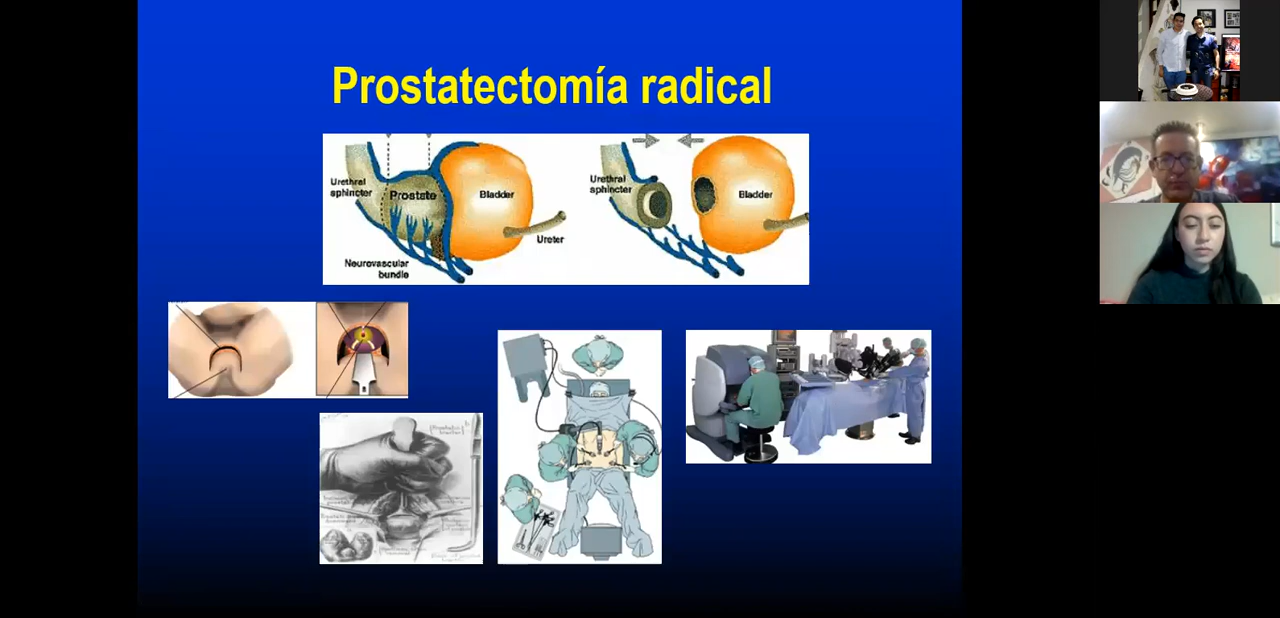 Prostatectomía radical
Urethral
sphincter
Prostate
Bladder
Ureter
Neurovascular
bundle
Urethral
sphincter
Bladder